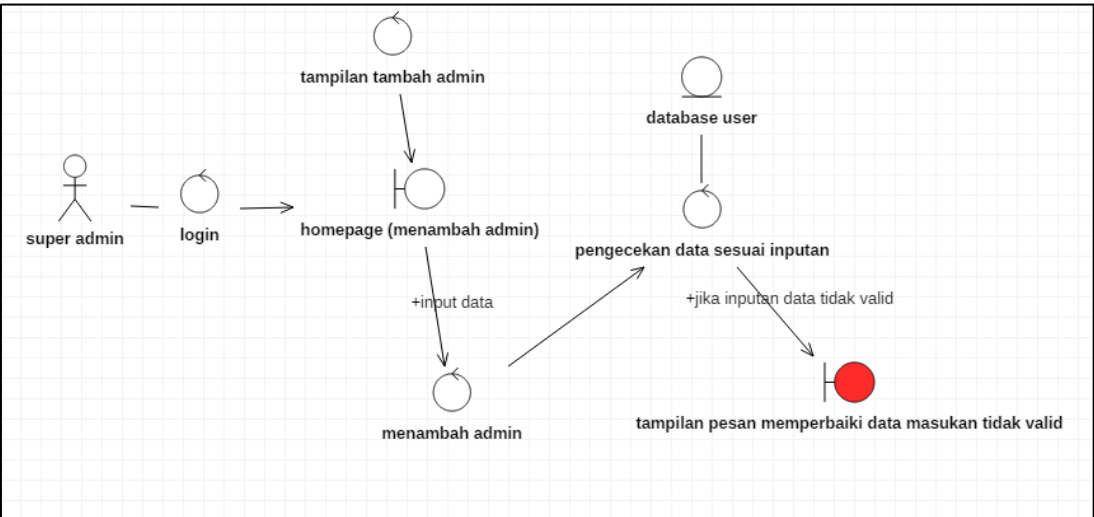 tampilan tambah admin
database user
super admin
login
homepage (menambah admin)
pengecekan data sesuai inputan
+input data
+jika inputan data tidak valid
menambah admin
tampilan pesan memperbaiki data masukan tidak valid